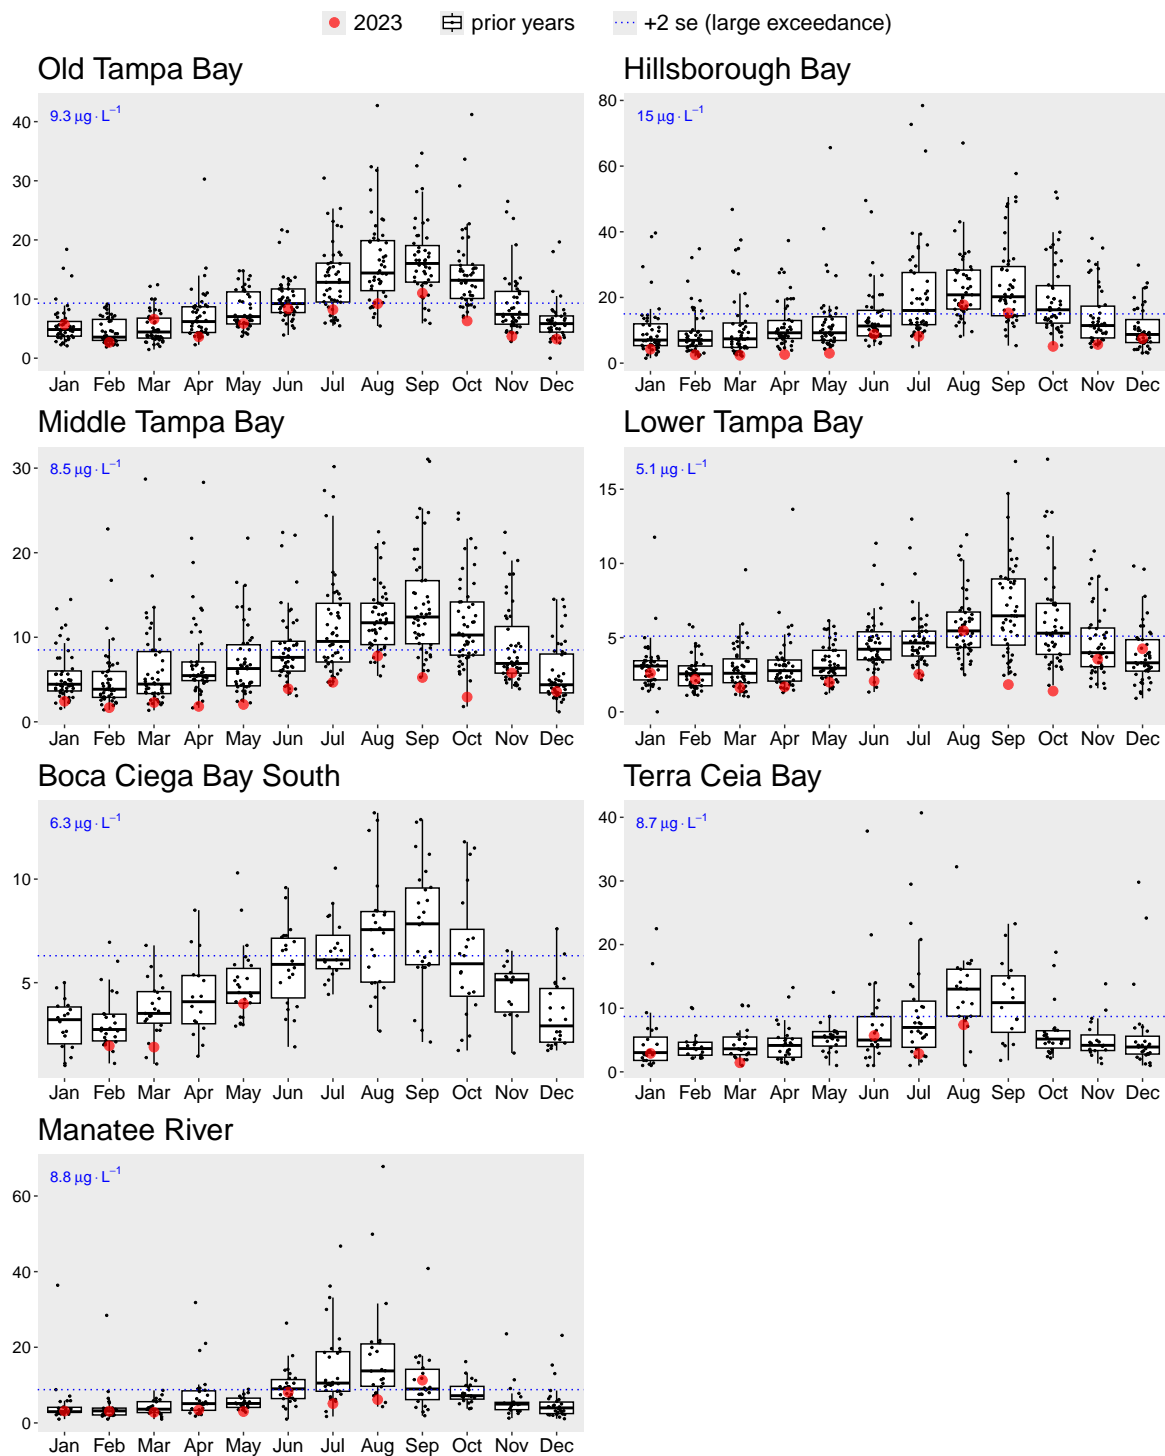 2023 prior years +2 se (large exceedance)
Old Tampa Bay
9.3 µg · L⁻¹
40
30
20
10
0
Jan Feb Mar Apr May Jun Jul Aug Sep Oct Nov Dec
Hillsborough Bay
15 µg · L⁻¹
80
60
40
20
0
Jan Feb Mar Apr May Jun Jul Aug Sep Oct Nov Dec
Middle Tampa Bay
8.5 µg · L⁻¹
30
20
10
0
Jan Feb Mar Apr May Jun Jul Aug Sep Oct Nov Dec
Lower Tampa Bay
5.1 µg · L⁻¹
15
10
5
0
Jan Feb Mar Apr May Jun Jul Aug Sep Oct Nov Dec
Boca Ciega Bay South
6.3 µg · L⁻¹
10
5
Jan Feb Mar Apr May Jun Jul Aug Sep Oct Nov Dec
Terra Ceia Bay
8.7 µg · L⁻¹
40
30
20
10
0
Jan Feb Mar Apr May Jun Jul Aug Sep Oct Nov Dec
Manatee River
8.8 µg · L⁻¹
60
40
20
0
Jan Feb Mar Apr May Jun Jul Aug Sep Oct Nov Dec